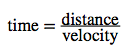 time = distance / velocity